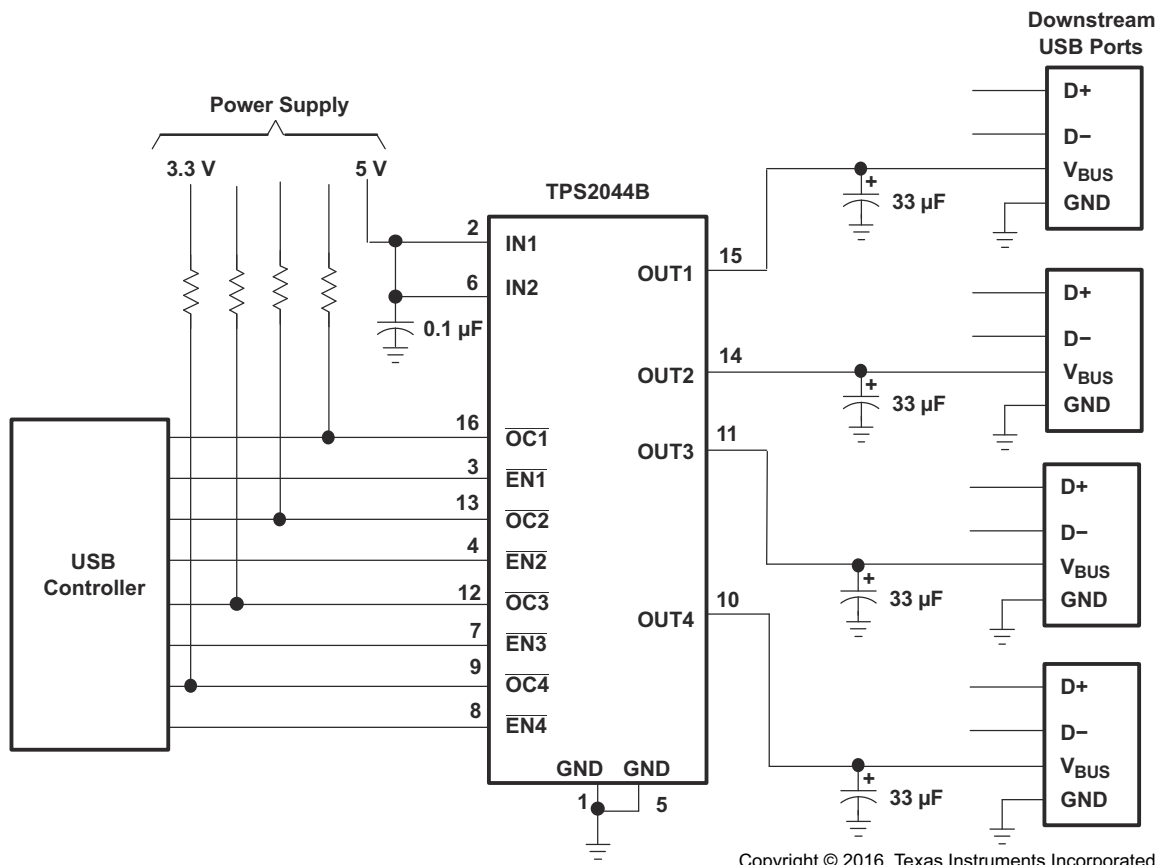 Downstream
USB Ports
Power Supply
3.3 V
5 V
TPS2044B
2
IN1
6
IN2
0.1 µF
15
OUT1
14
OUT2
11
OUT3
10
OUT4
USB
Controller
16
OC1
3
EN1
13
OC2
4
EN2
12
OC3
7
EN3
9
OC4
8
EN4
GND GND
1
5
+
33 µF
+
33 µF
+
33 µF
+
33 µF
D+
D−
VBUS
GND
D+
D−
VBUS
GND
D+
D−
VBUS
GND
D+
D−
VBUS
GND
Copyright © 2016, Texas Instruments Incorporated